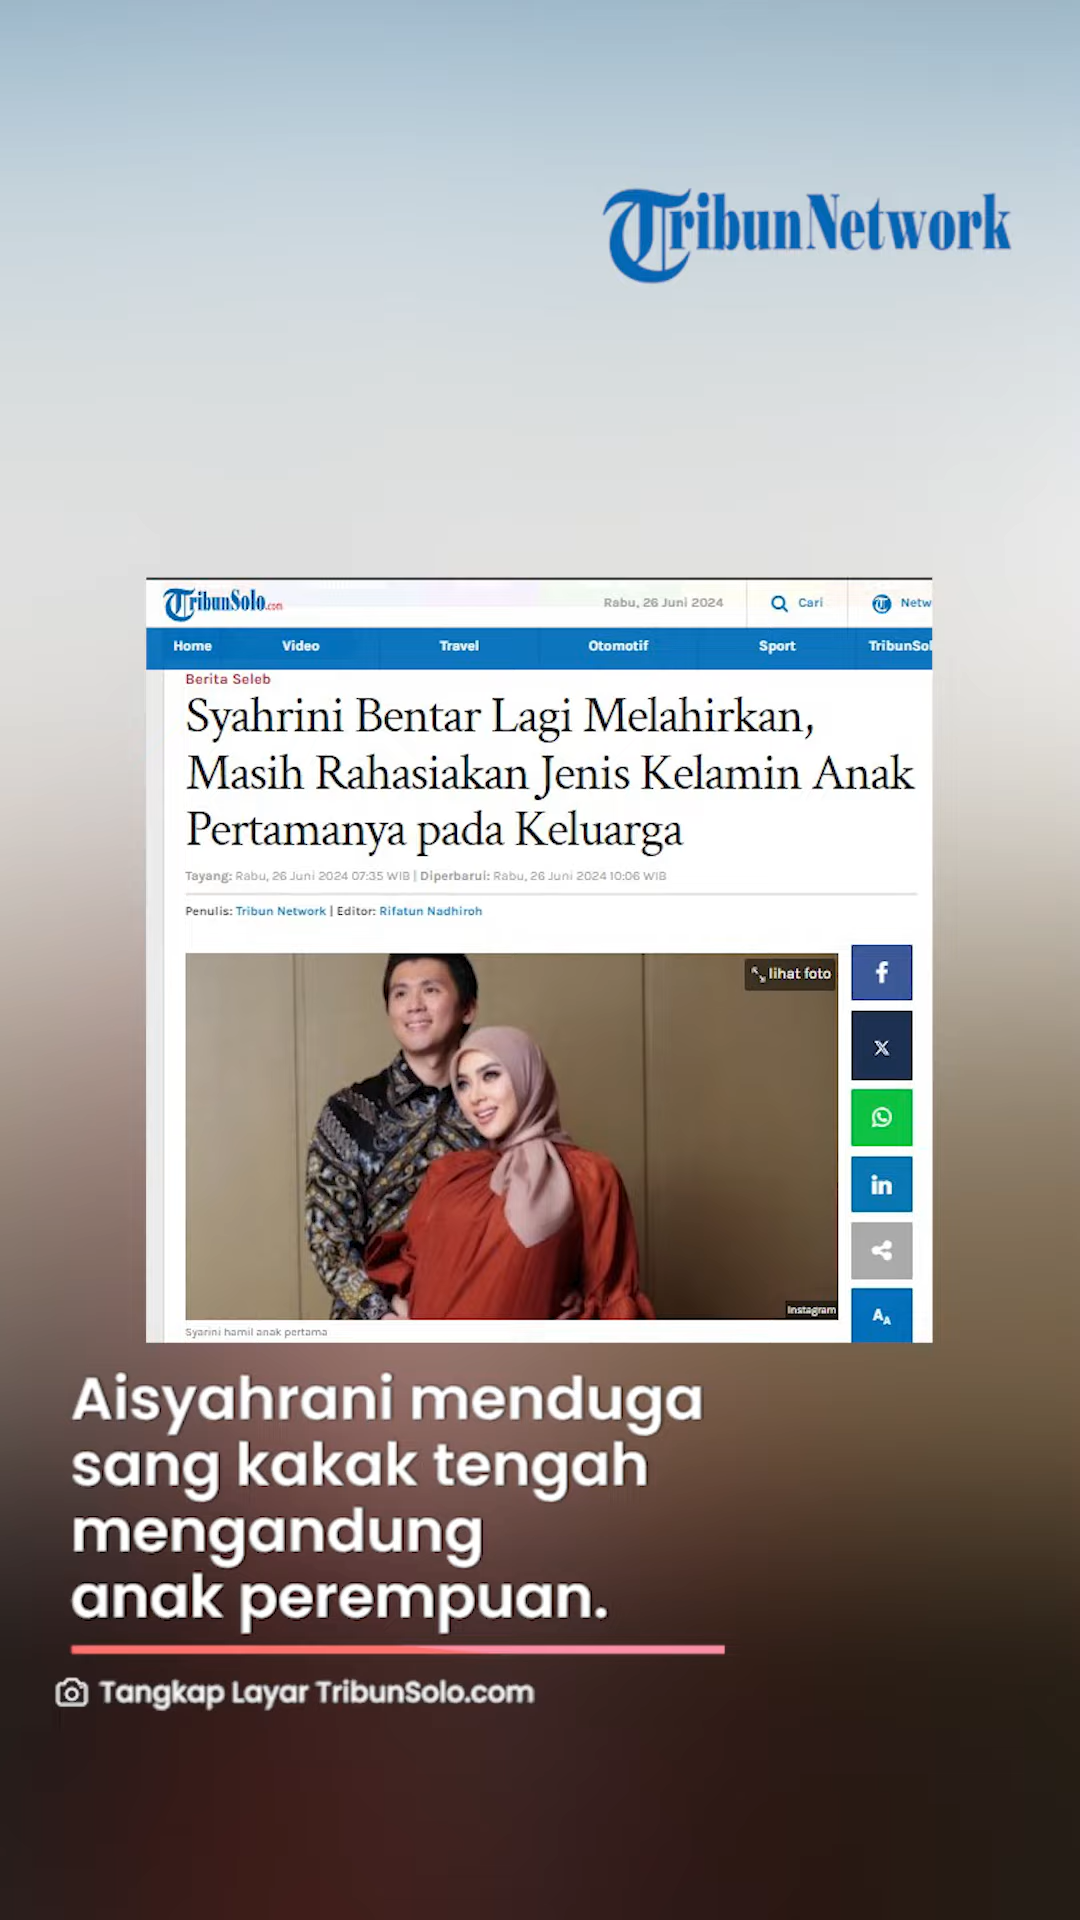 TribunNetwork
TribunSolo.com
Rabu, 26 Juni 2024
Cari
Netw
Home Video Travel Otomotif Sport TribunSol
Berita Seleb
Syahrini Bentar Lagi Melahirkan,
Masih Rahasiakan Jenis Kelamin Anak
Pertamanya pada Keluarga
Tayang: Rabu, 26 Juni 2024 07:35 WIB | Diperbarui: Rabu, 26 Juni 2024 10:06 WIB
Penulis: Tribun Network | Editor: Rifatun Nadhiroh
lihat foto
Instagram
Syarini hamil anak pertama
Aisyahrani menduga
sang kakak tengah
mengandung
anak perempuan.
Tangkap Layar TribunSolo.com